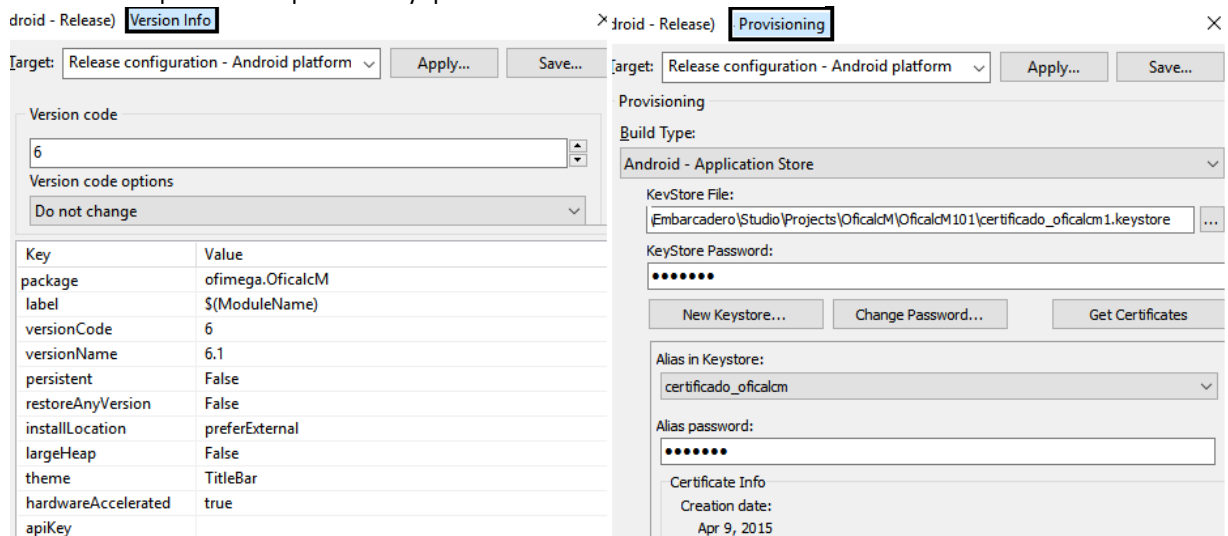 droid - Release) Version Info
Target: Release configuration - Android platform Apply... Save...
Version code
6
Version code options
Do not change
Key Value
package ofimega.OficalcM
label $(ModuleName)
versionCode 6
versionName 6.1
persistent False
restoreAnyVersion False
installLocation preferExternal
largeHeap False
theme TitleBar
hardwareAccelerated true
apiKey
droid - Release) Provisioning
Target: Release configuration - Android platform Apply... Save...
Provisioning
Build Type:
Android - Application Store
KeyStore File:
\Embarcadero\Studio\Projects\OficalcM\OficalcM101\certificado_oficalcm1.keystore ...
KeyStore Password:
●●●●●●●
New Keystore... Change Password... Get Certificates
Alias in Keystore:
certificado_oficalcm
Alias password:
●●●●●●●
Certificate Info
Creation date:
Apr 9, 2015